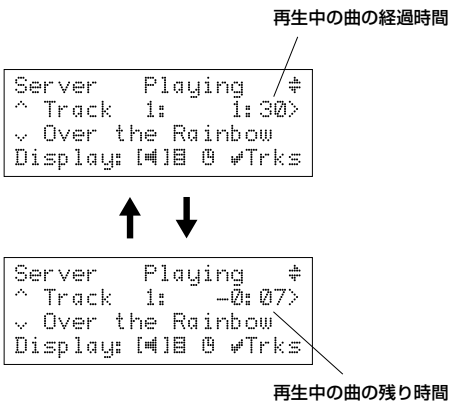 再生中の曲の経過時間
Server Playing
^ Track 1: 1:30>
⌄ Over the Rainbow
Display: [ ] ✔Trks
Server Playing
^ Track 1: -0:07>
⌄ Over the Rainbow
Display: [ ] ✔Trks
再生中の曲の残り時間